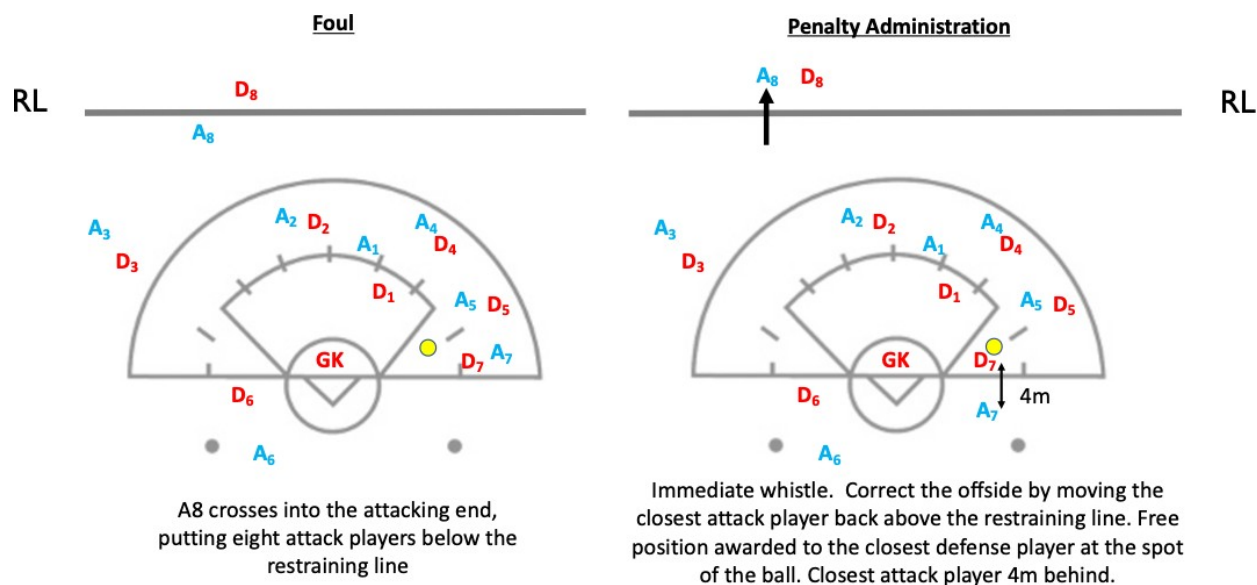 Foul
Penalty Administration
D8
A8 D8
RL
RL
A8
A3
A2 D2
A4
A1
D4
D3
D1
A5 D5
GK
A7
D7
D6
A6
A3
A2 D2
A4
A1
D4
D3
D1
A5 D5
GK
D7
D6
4m
A7
A6
A8 crosses into the attacking end,
putting eight attack players below the
restraining line
Immediate whistle. Correct the offside by moving the
closest attack player back above the restraining line. Free
position awarded to the closest defense player at the spot
of the ball. Closest attack player 4m behind.